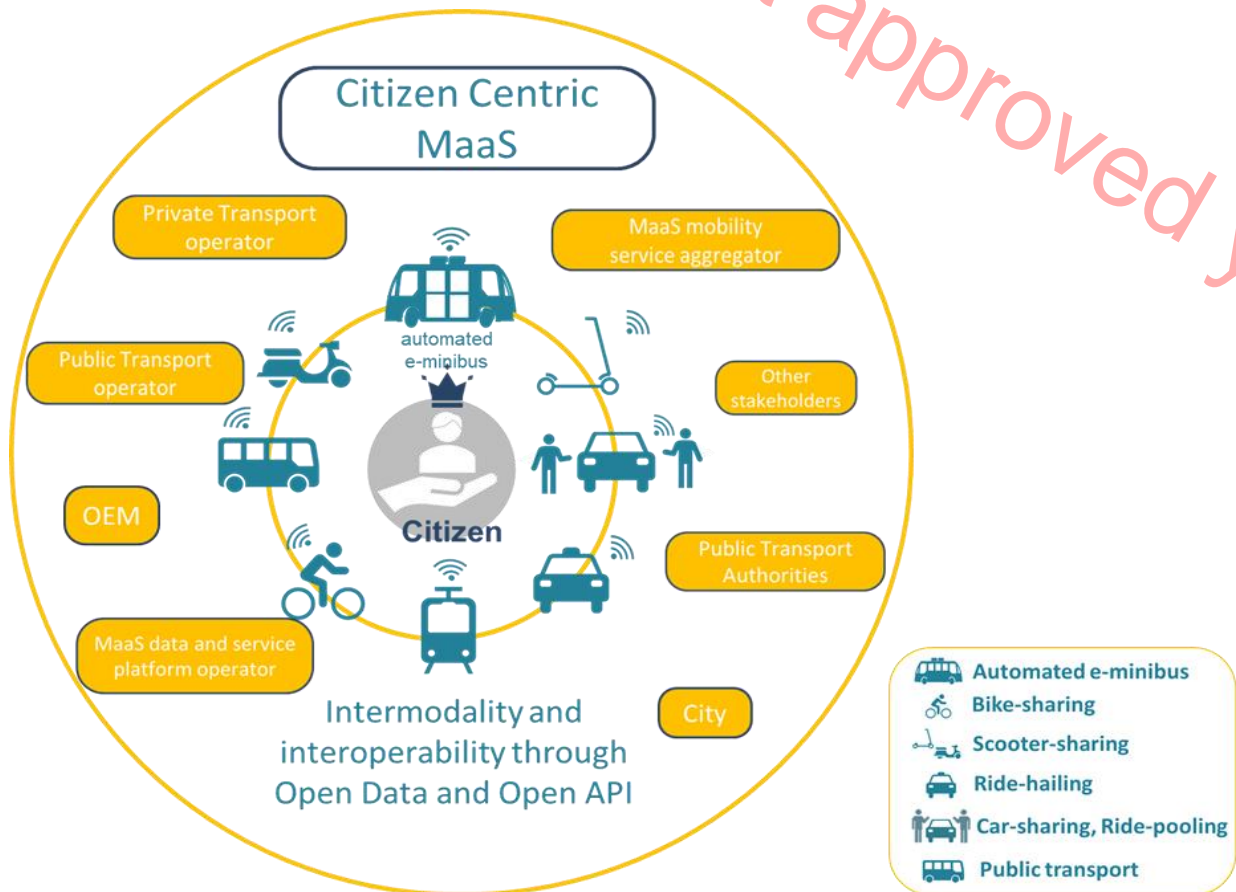 approved
Citizen Centric
MaaS
Private Transport
operator
MaaS mobility
service aggregator
automated
e-minibus
Public Transport
operator
Other
stakeholders
OEM
Citizen
Public Transport
Authorities
MaaS data and service
platform operator
City
Intermodality and
interoperability through
Open Data and Open API
Automated e-minibus
Bike-sharing
Scooter-sharing
Ride-hailing
Car-sharing, Ride-pooling
Public transport